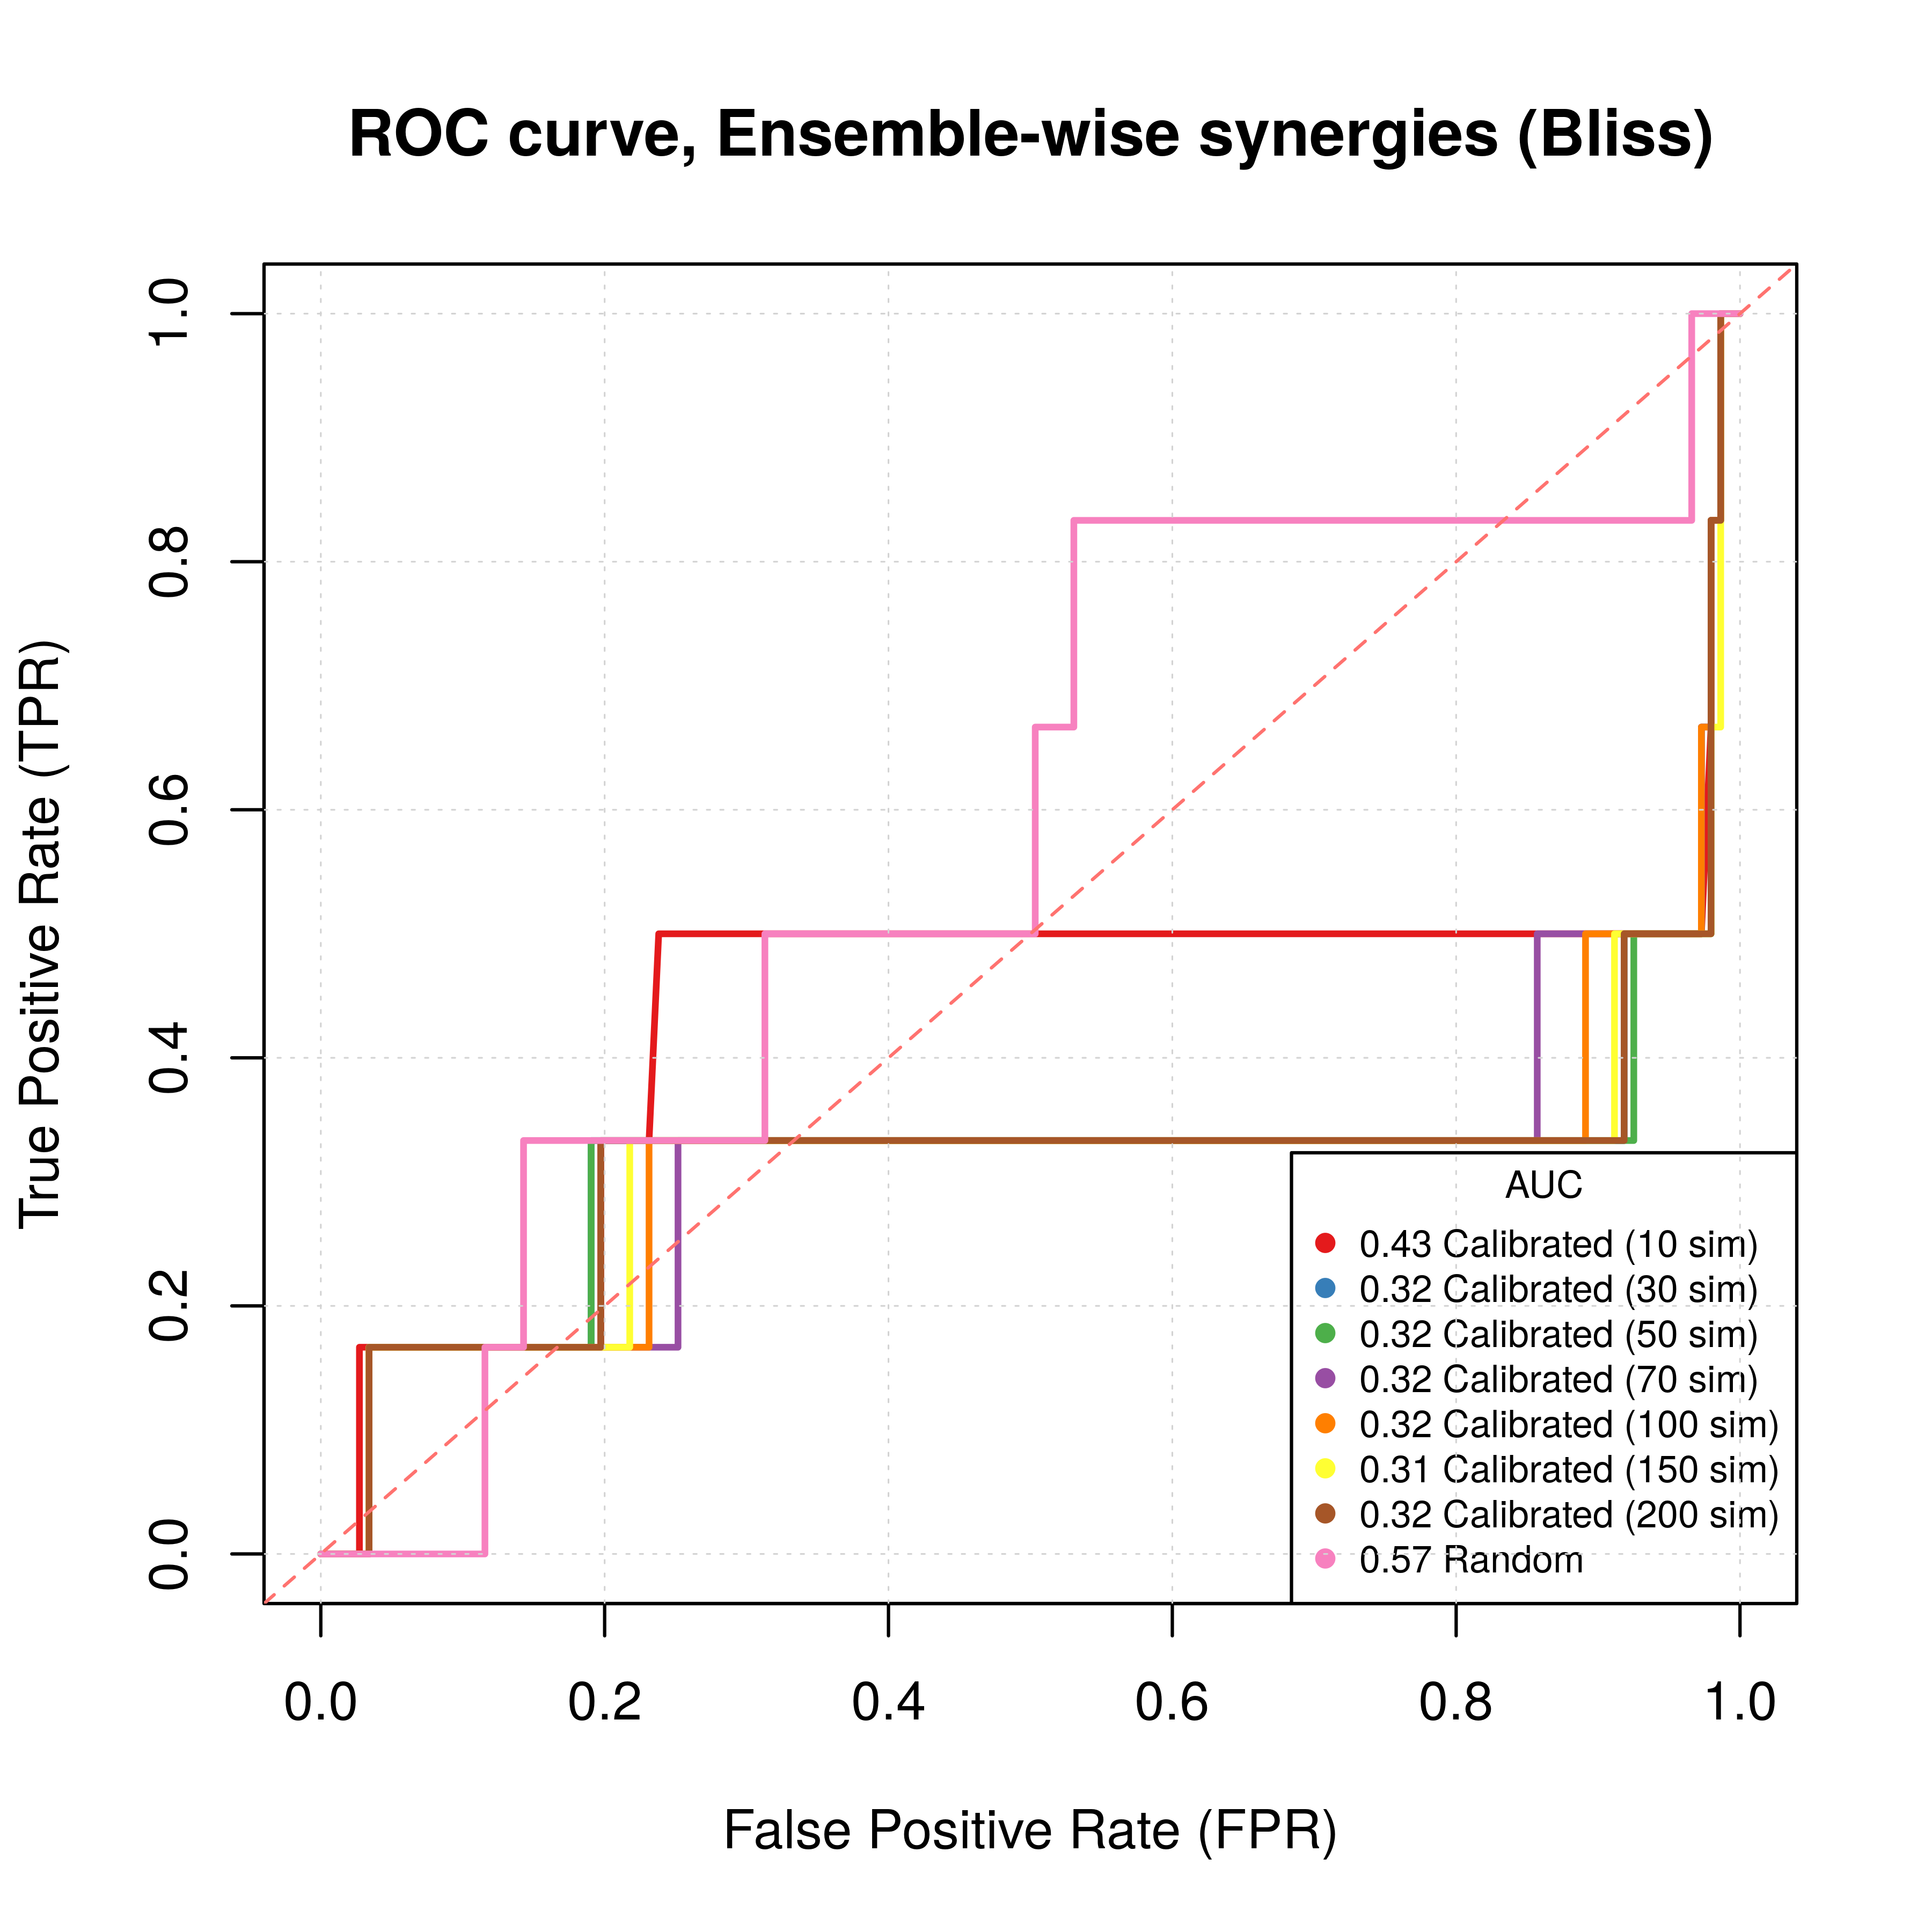 ROC curve, Ensemble-wise synergies (Bliss)
True Positive Rate (TPR)
1.0
0.8
0.6
0.4
0.2
0.0
AUC
0.43 Calibrated (10 sim)
0.32 Calibrated (30 sim)
0.32 Calibrated (50 sim)
0.32 Calibrated (70 sim)
0.32 Calibrated (100 sim)
0.31 Calibrated (150 sim)
0.32 Calibrated (200 sim)
0.57 Random
0.0 0.2 0.4 0.6 0.8 1.0
False Positive Rate (FPR)